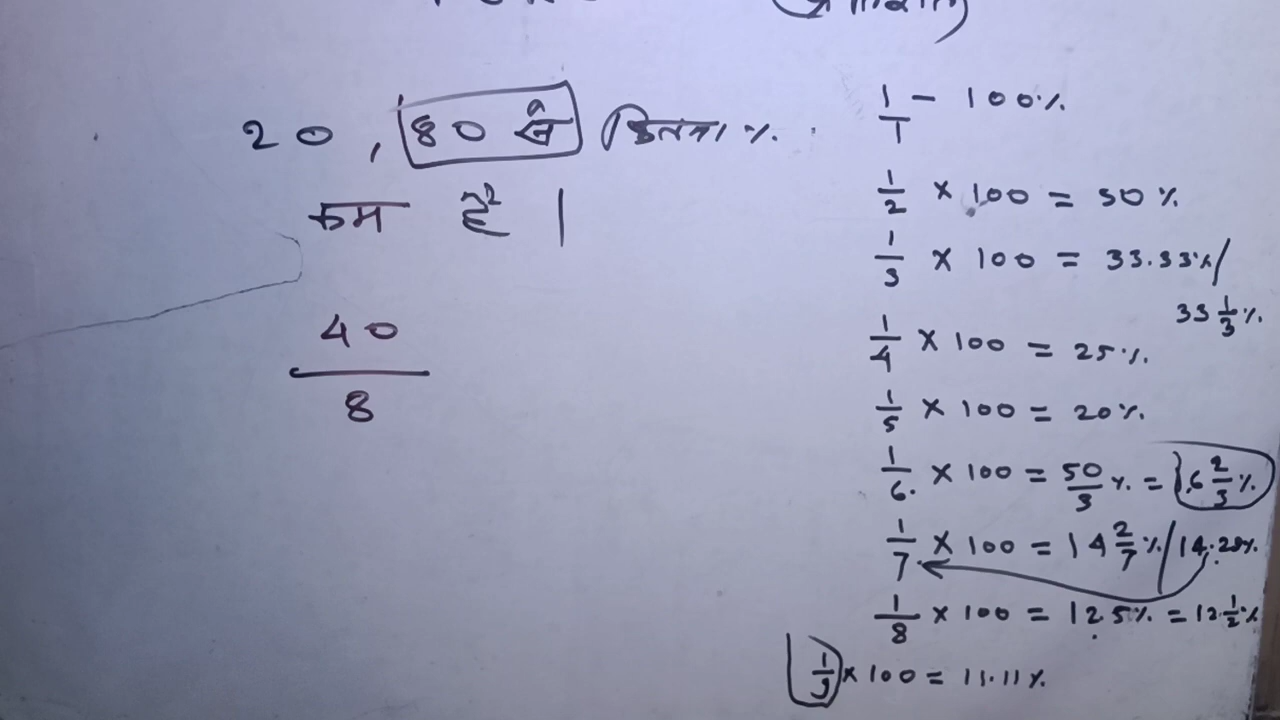 20, 80 से कितना %
कम है |
40
8
1/1 - 100%
1/2 × 100 = 50%
1/3 × 100 = 33.33% /
33 1/3 %
1/4 × 100 = 25%
1/5 × 100 = 20%
1/6 × 100 = 50/3 % = 16 2/3 %
1/7 × 100 = 14 2/7 % / 14.28%
1/8 × 100 = 12.5% = 12 1/2 %
1/9 × 100 = 11.11%